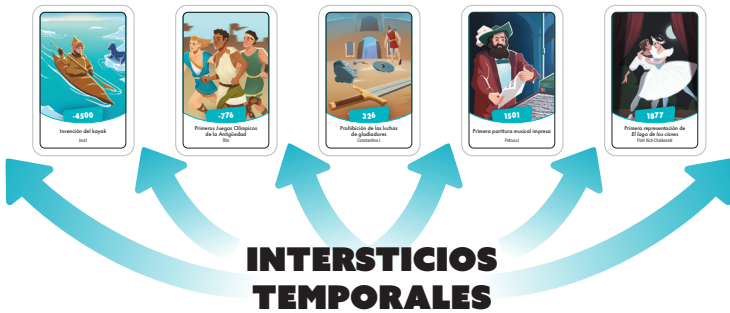 -4500
Invención del kayak
Inuit
-776
Primeros Juegos Olímpicos
de la Antigüedad
Élis
326
Prohibición de las luchas
de gladiadores
Constantino I
1501
Primera partitura musical impresa
Petrucci
1877
Primera representación de
El lago de los cisnes
Piotr Ilich Chaikovski
INTERSTICIOS
TEMPORALES